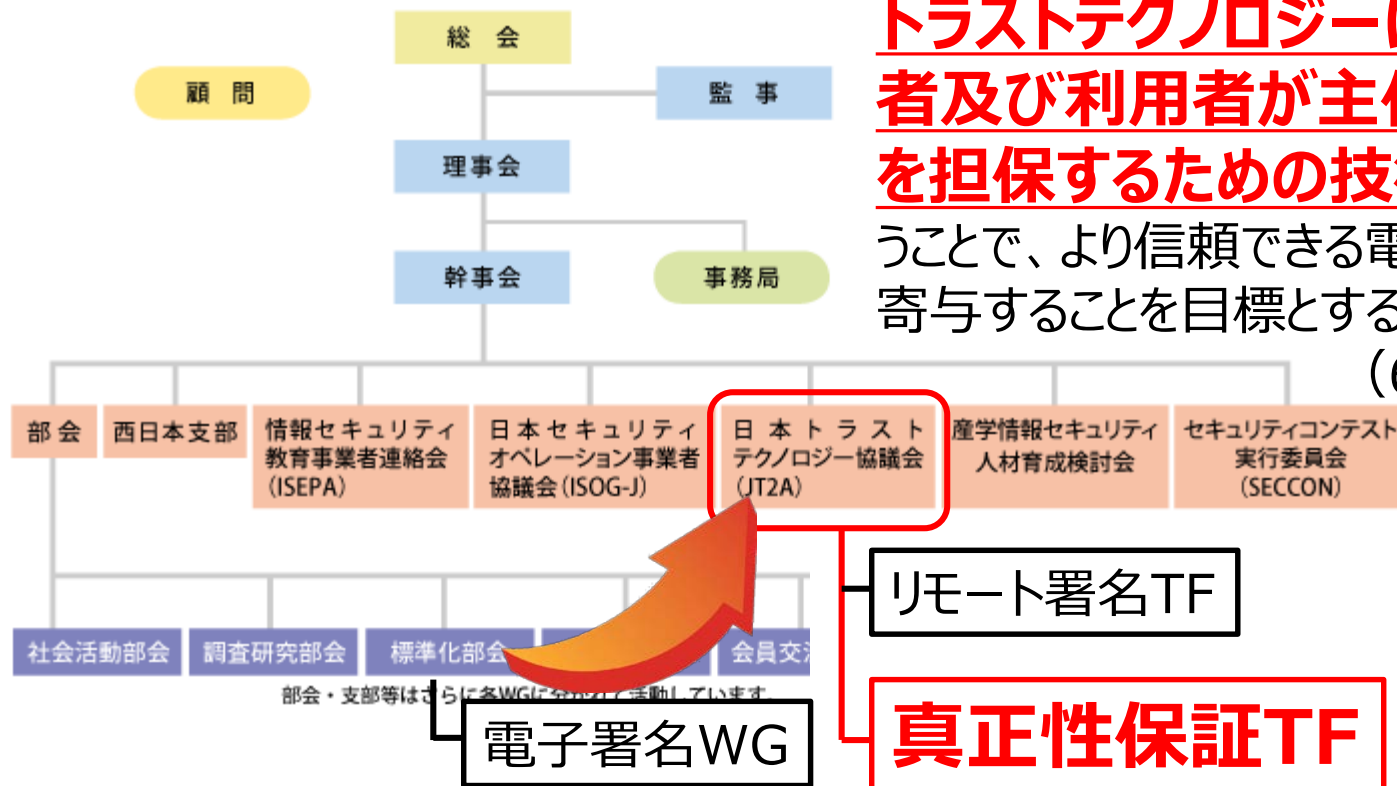 総 会
顧 問
監 事
理事会
幹事会
事務局
トラストテクノロジーは
者及び利用者が主
を担保するための技
うことで、より信頼できる電
寄与することを目標とする
部会
西日本支部
情報セキュリティ
教育事業者連絡会
(ISEPA)
日本セキュリティ
オペレーション事業者
協議会(ISOG-J)
日本トラスト
テクノロジー協議会
(JT2A)
産学情報セキュリティ
人材育成検討会
セキュリティコンテスト
実行委員会
(SECCON)
リモート署名TF
社会活動部会
調査研究部会
標準化部会
会員交
部会・支部等はさらに各WGに分かれて活動しています。
電子署名WG
真正性保証TF